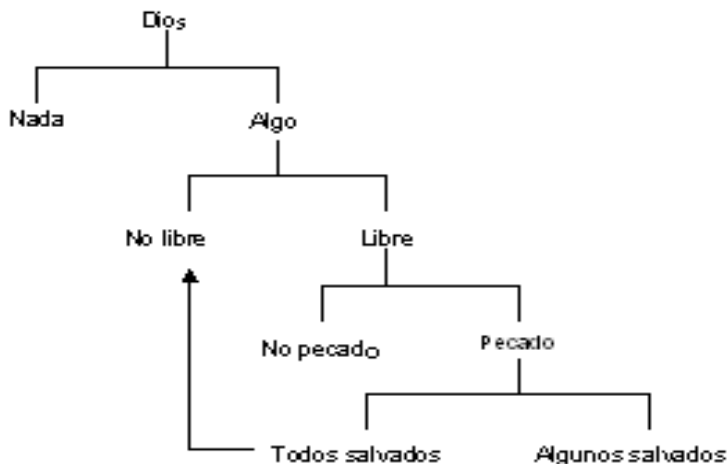 Dios
Nada Algo
No libre Libre
No pecado Pecado
Todos salvados Algunos salvados